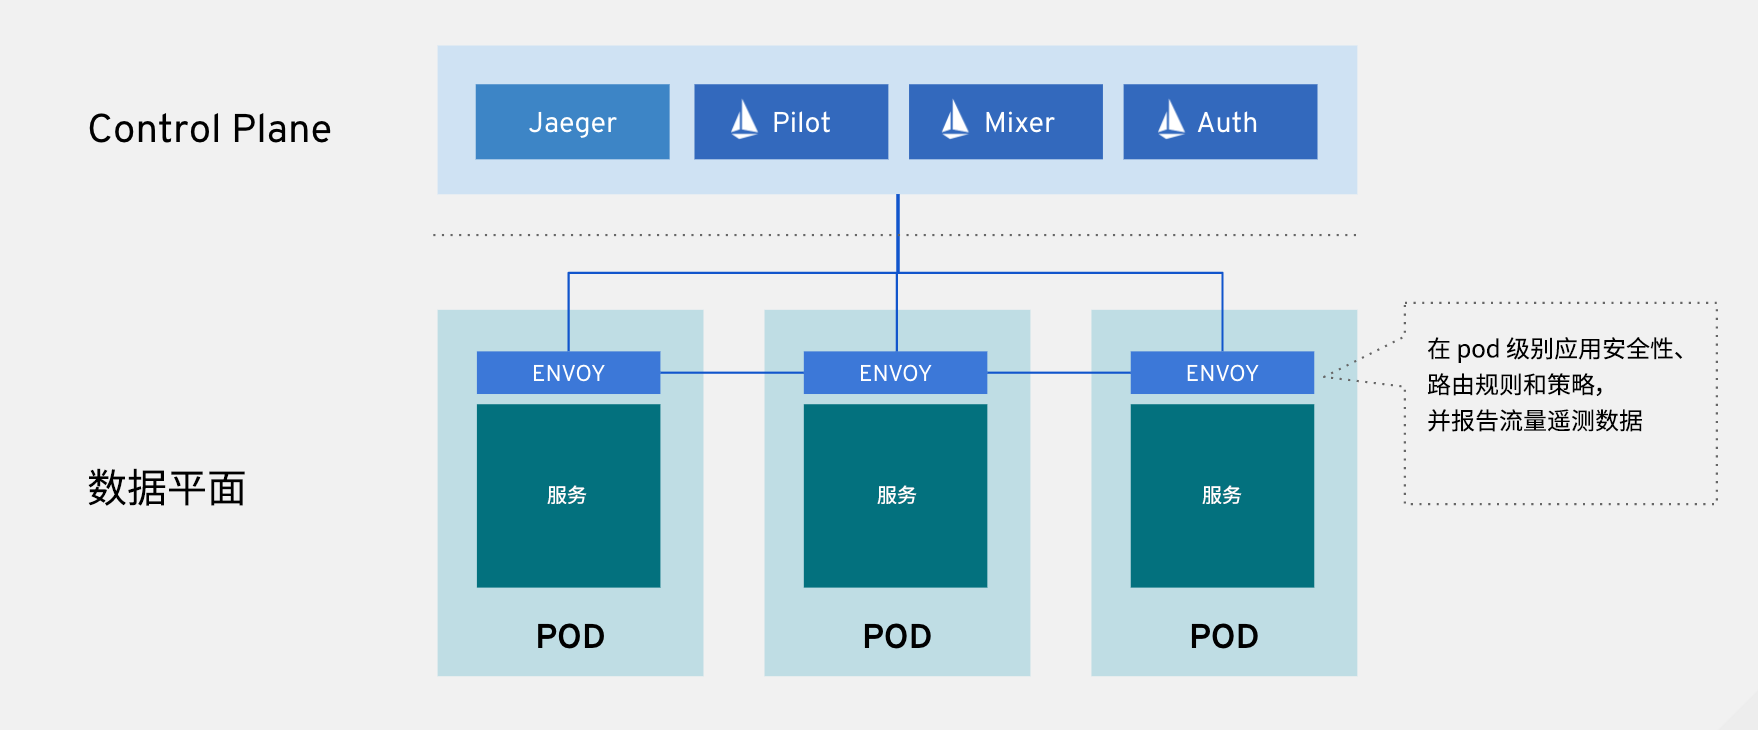 Control Plane
Jaeger
Pilot
Mixer
Auth
数据平面
ENVOY
ENVOY
ENVOY
服务
服务
服务
POD
POD
POD
在 pod 级别应用安全性、
路由规则和策略，
并报告流量遥测数据